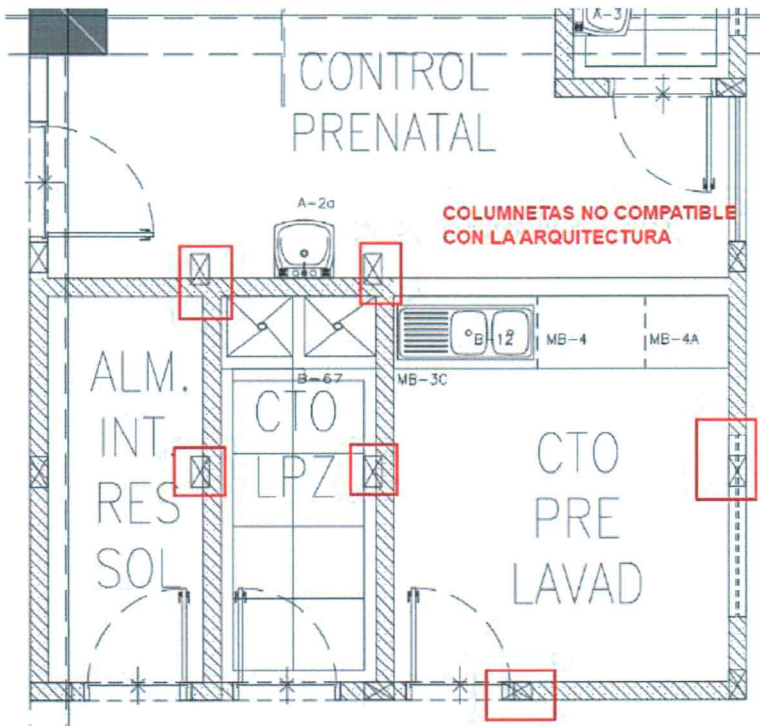 A-3
CONTROL
PRENATAL
A-2a
COLUMNETAS NO COMPATIBLE
CON LA ARQUITECTURA
B-12
MB-4
MB-4A
B-67
MB-3C
ALM.
INT.
RES
SOL
CTO
LPZ
CTO
PRE
LAVAD